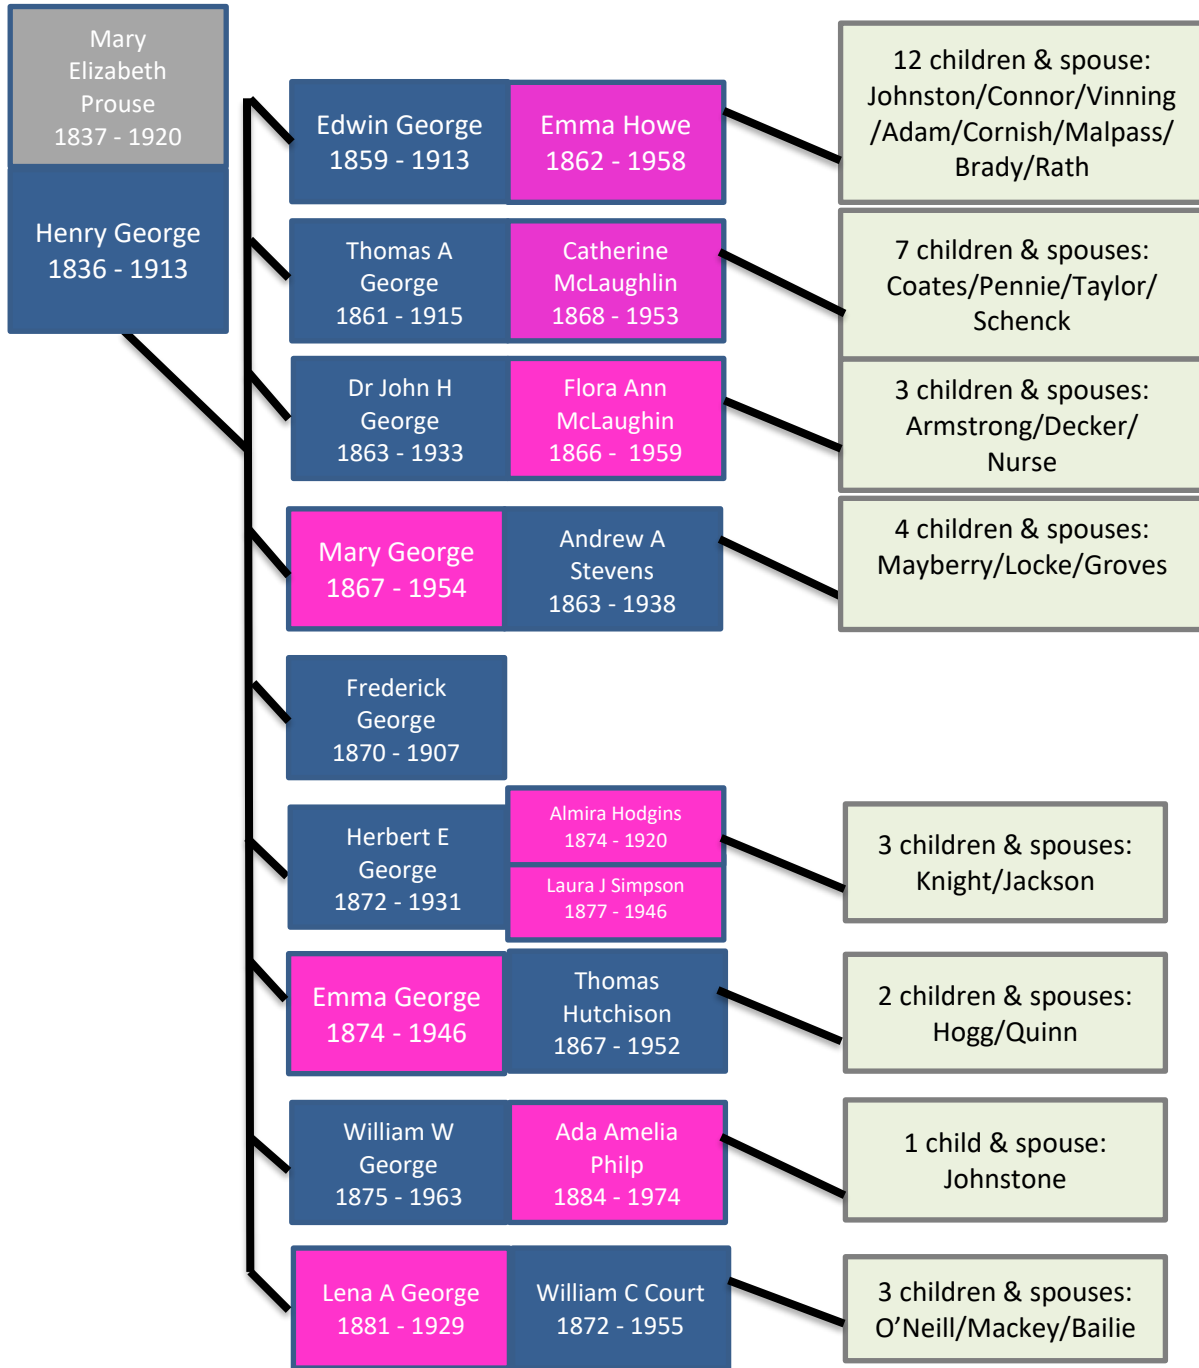 Mary
Elizabeth
Prouse
1837 - 1920
Henry George
1836 - 1913
Edwin George
1859 - 1913
Emma Howe
1862 - 1958
12 children & spouse:
Johnston/Connor/Vinning
/Adam/Cornish/Malpass/
Brady/Rath
Thomas A
George
1861 - 1915
Catherine
McLaughlin
1868 - 1953
7 children & spouses:
Coates/Pennie/Taylor/
Schenck
Dr John H
George
1863 - 1933
Flora Ann
McLaughin
1866 - 1959
3 children & spouses:
Armstrong/Decker/
Nurse
Mary George
1867 - 1954
Andrew A
Stevens
1863 - 1938
4 children & spouses:
Mayberry/Locke/Groves
Frederick
George
1870 - 1907
Herbert E
George
1872 - 1931
Almira Hodgins
1874 - 1920
Laura J Simpson
1877 - 1946
3 children & spouses:
Knight/Jackson
Emma George
1874 - 1946
Thomas
Hutchison
1867 - 1952
2 children & spouses:
Hogg/Quinn
William W
George
1875 - 1963
Ada Amelia
Philp
1884 - 1974
1 child & spouse:
Johnstone
Lena A George
1881 - 1929
William C Court
1872 - 1955
3 children & spouses:
O’Neill/Mackey/Bailie